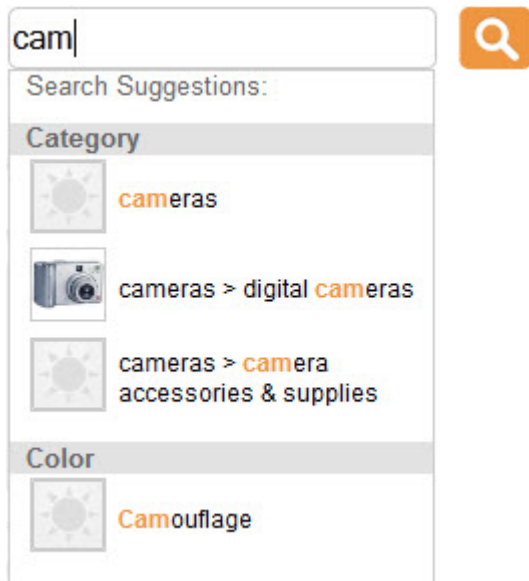 cam
Search Suggestions:
Category
cameras
cameras > digital cameras
cameras > camera
accessories & supplies
Color
Camouflage